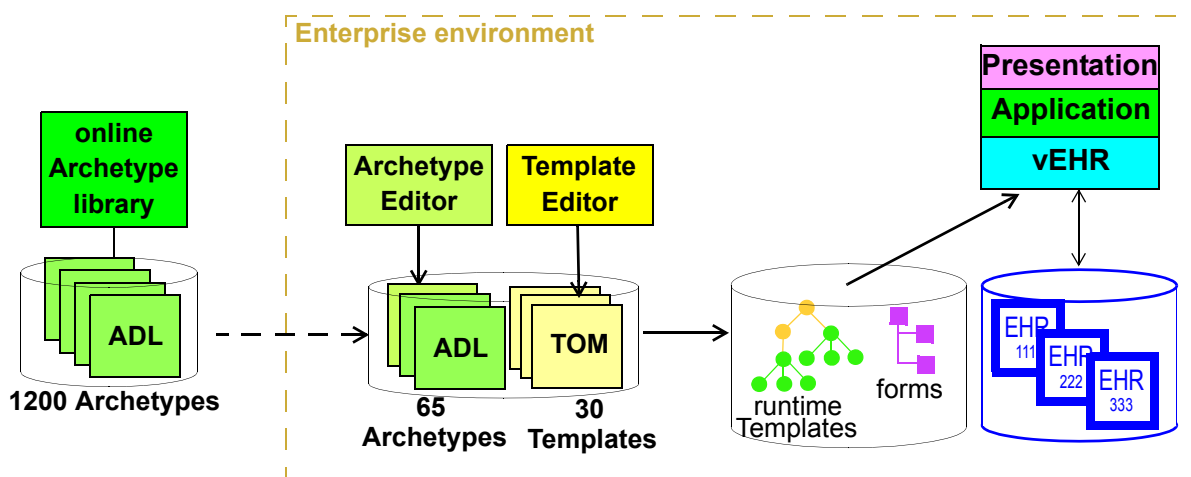 Enterprise environment
Presentation
Application
vEHR
online
Archetype
library
Archetype
Editor
Template
Editor
ADL
1200 Archetypes
ADL
TOM
65
Archetypes
30
Templates
runtime
Templates
forms
EHR
111
EHR
222
EHR
333